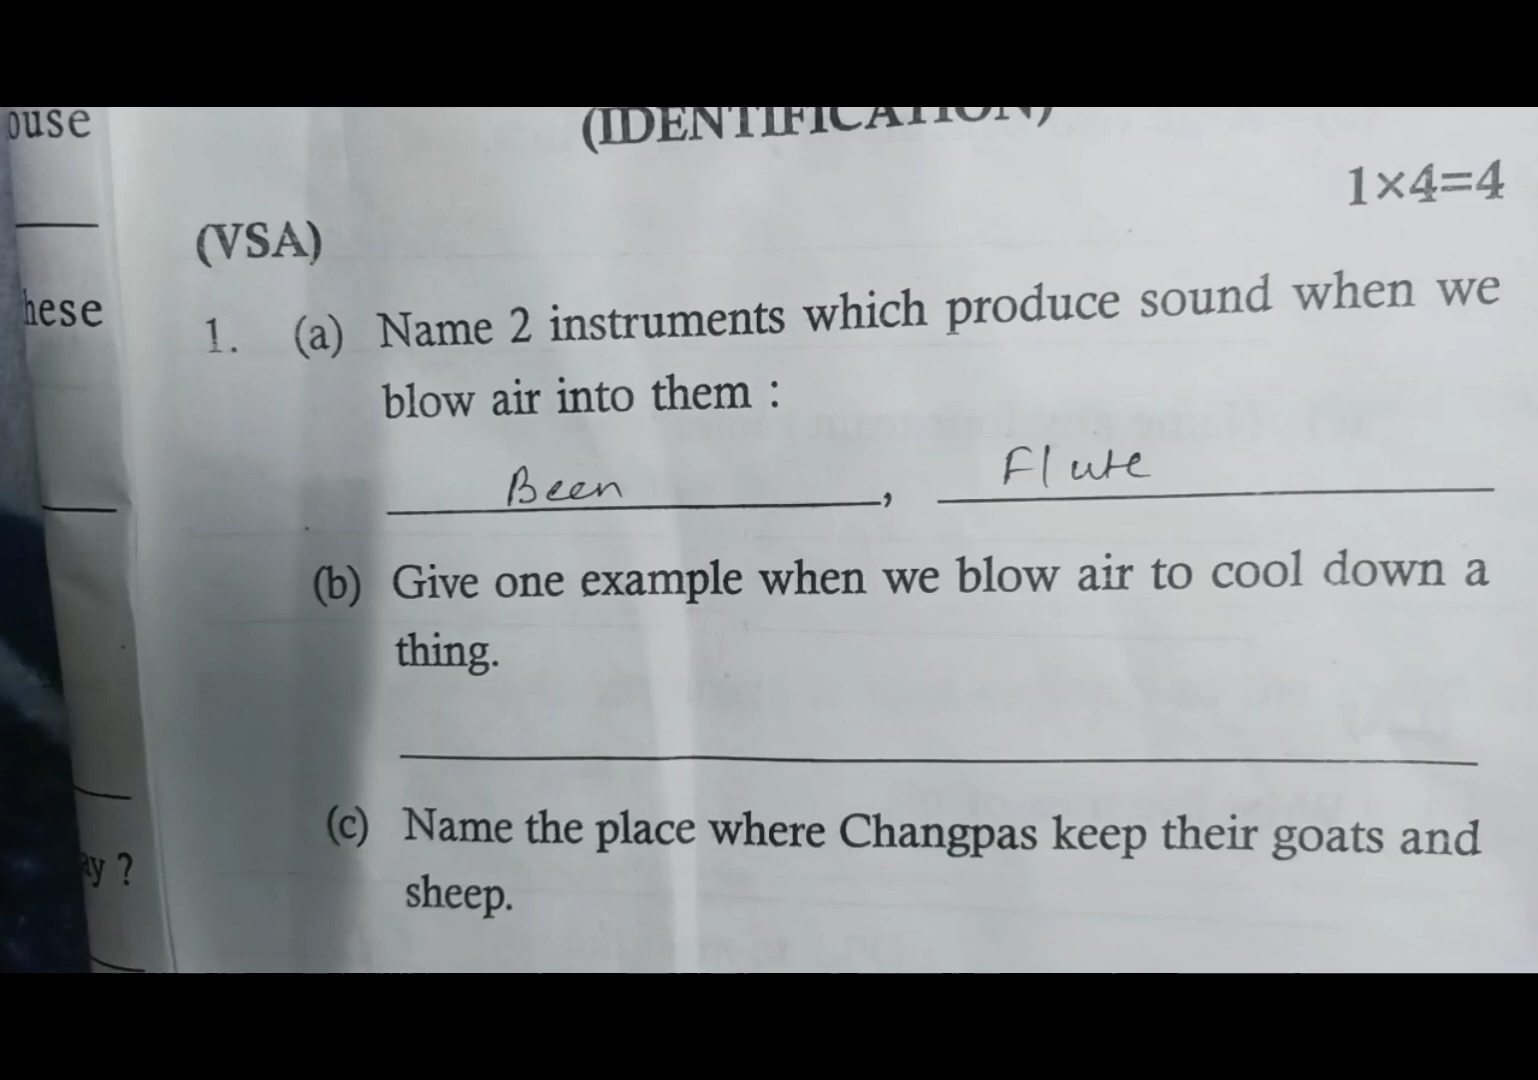 ouse
(IDENTIFICATION)
1×4=4
(VSA)
hese
1. (a) Name 2 instruments which produce sound when we
blow air into them :
Been, Flute
(b) Give one example when we blow air to cool down a
thing.
(c) Name the place where Changpas keep their goats and
ay ?
sheep.